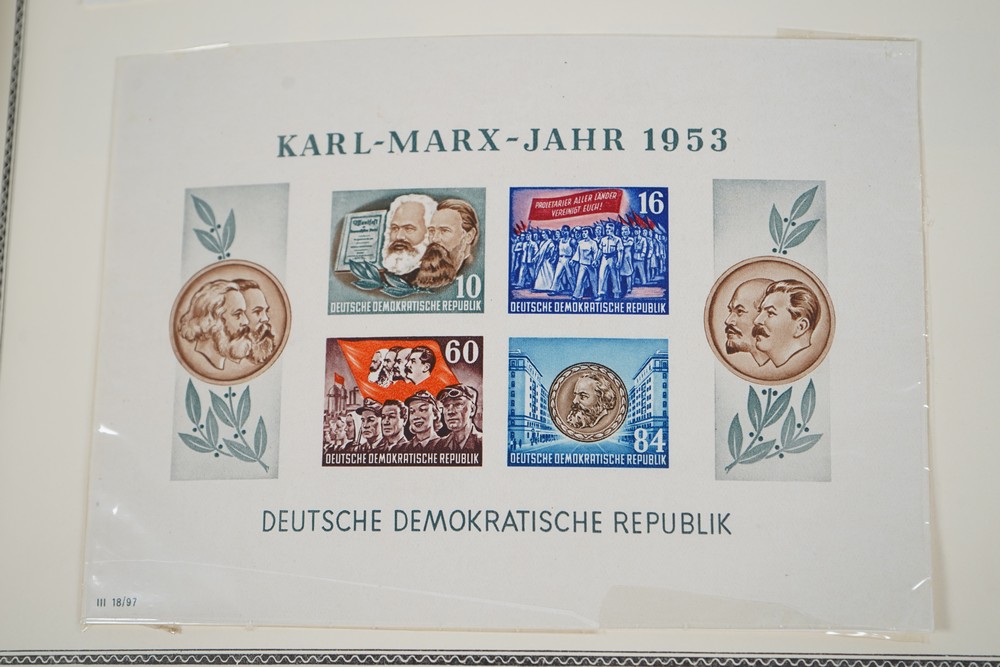 KARL-MARX-JAHR 1953
10
DEUTSCHE DEMOKRATISCHE REPUBLIK
PROLETARIER ALLER LÄNDER
VEREINIGT EUCH!
16
DEUTSCHE DEMOKRATISCHE REPUBLIK
60
DEUTSCHE DEMOKRATISCHE REPUBLIK
84
DEUTSCHE DEMOKRATISCHE REPUBLIK
DEUTSCHE DEMOKRATISCHE REPUBLIK
III 18/97